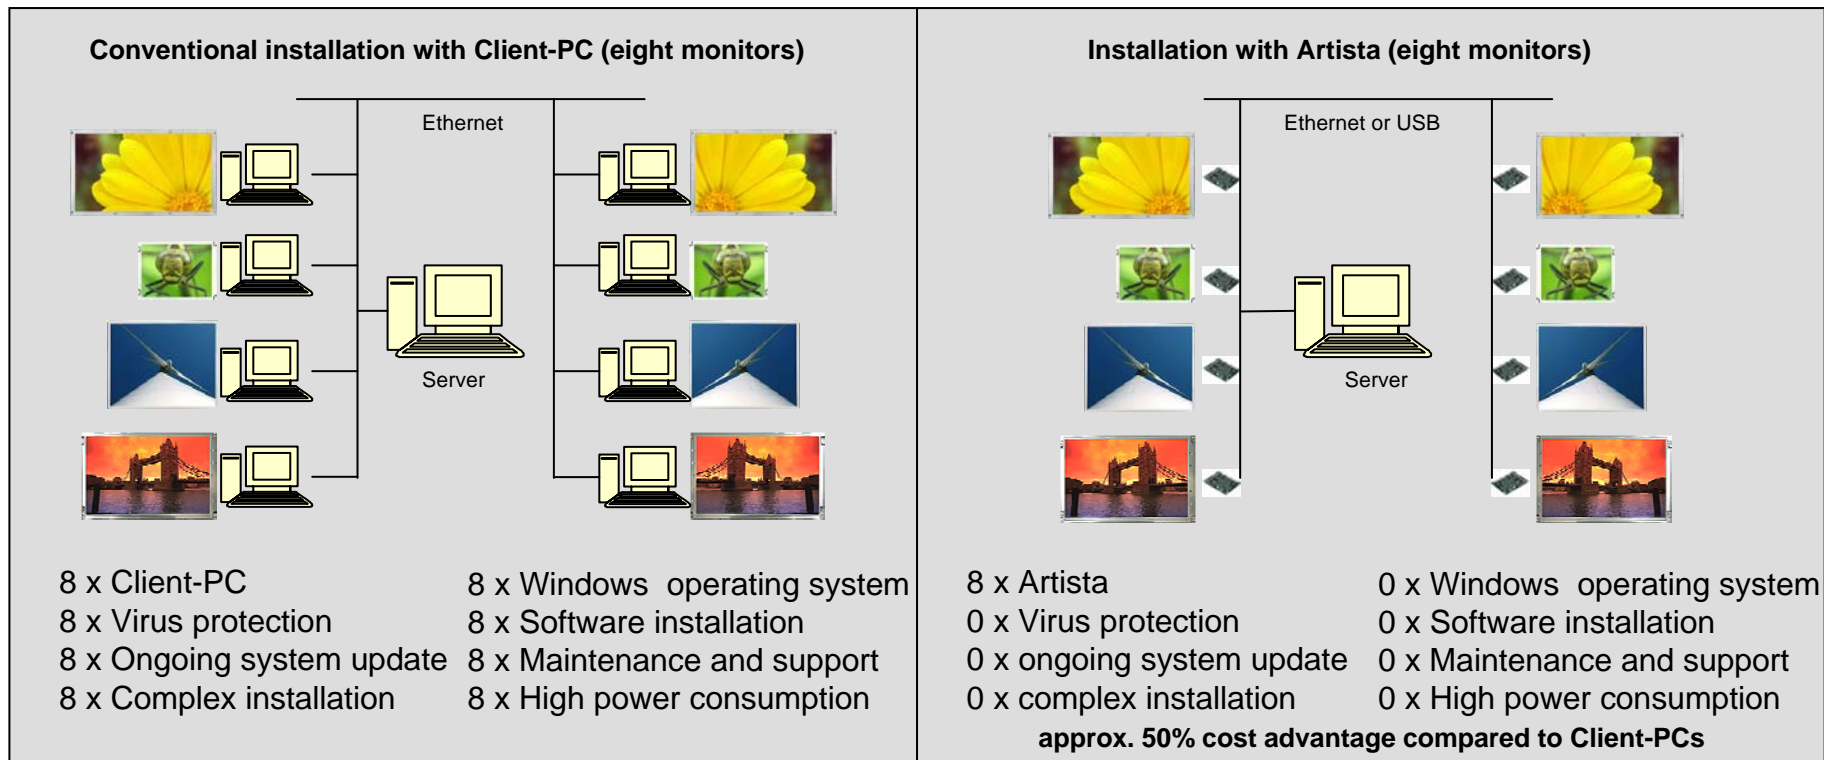 Conventional installation with Client-PC (eight monitors)
Ethernet
Server
8 x Client-PC
8 x Virus protection
8 x Ongoing system update
8 x Complex installation
8 x Windows  operating system
8 x Software installation
8 x Maintenance and support
8 x High power consumption
Installation with Artista (eight monitors)
Ethernet or USB
Server
8 x Artista
0 x Virus protection
0 x ongoing system update
0 x complex installation
0 x Windows  operating system
0 x Software installation
0 x Maintenance and support
0 x High power consumption
approx. 50% cost advantage compared to Client-PCs